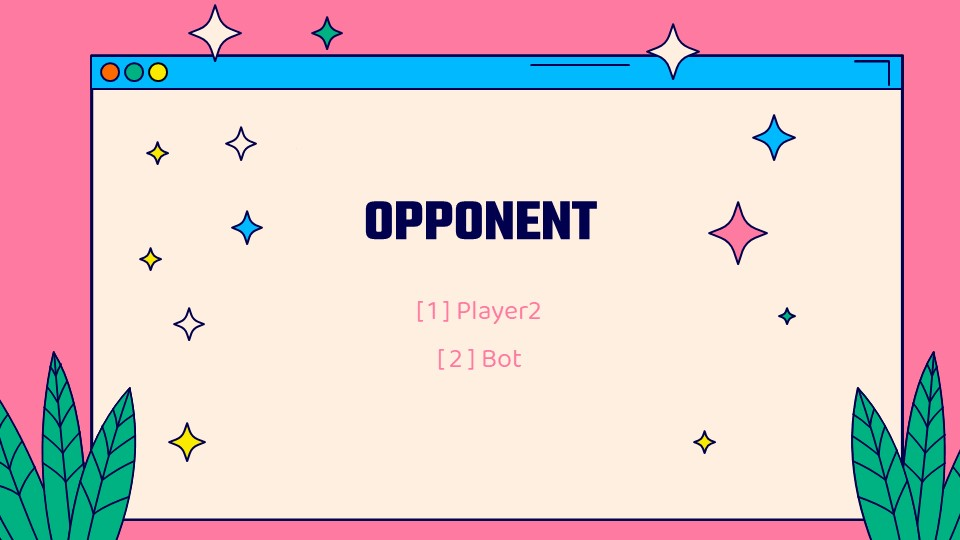 OPPONENT
[1] Player2
[2] Bot